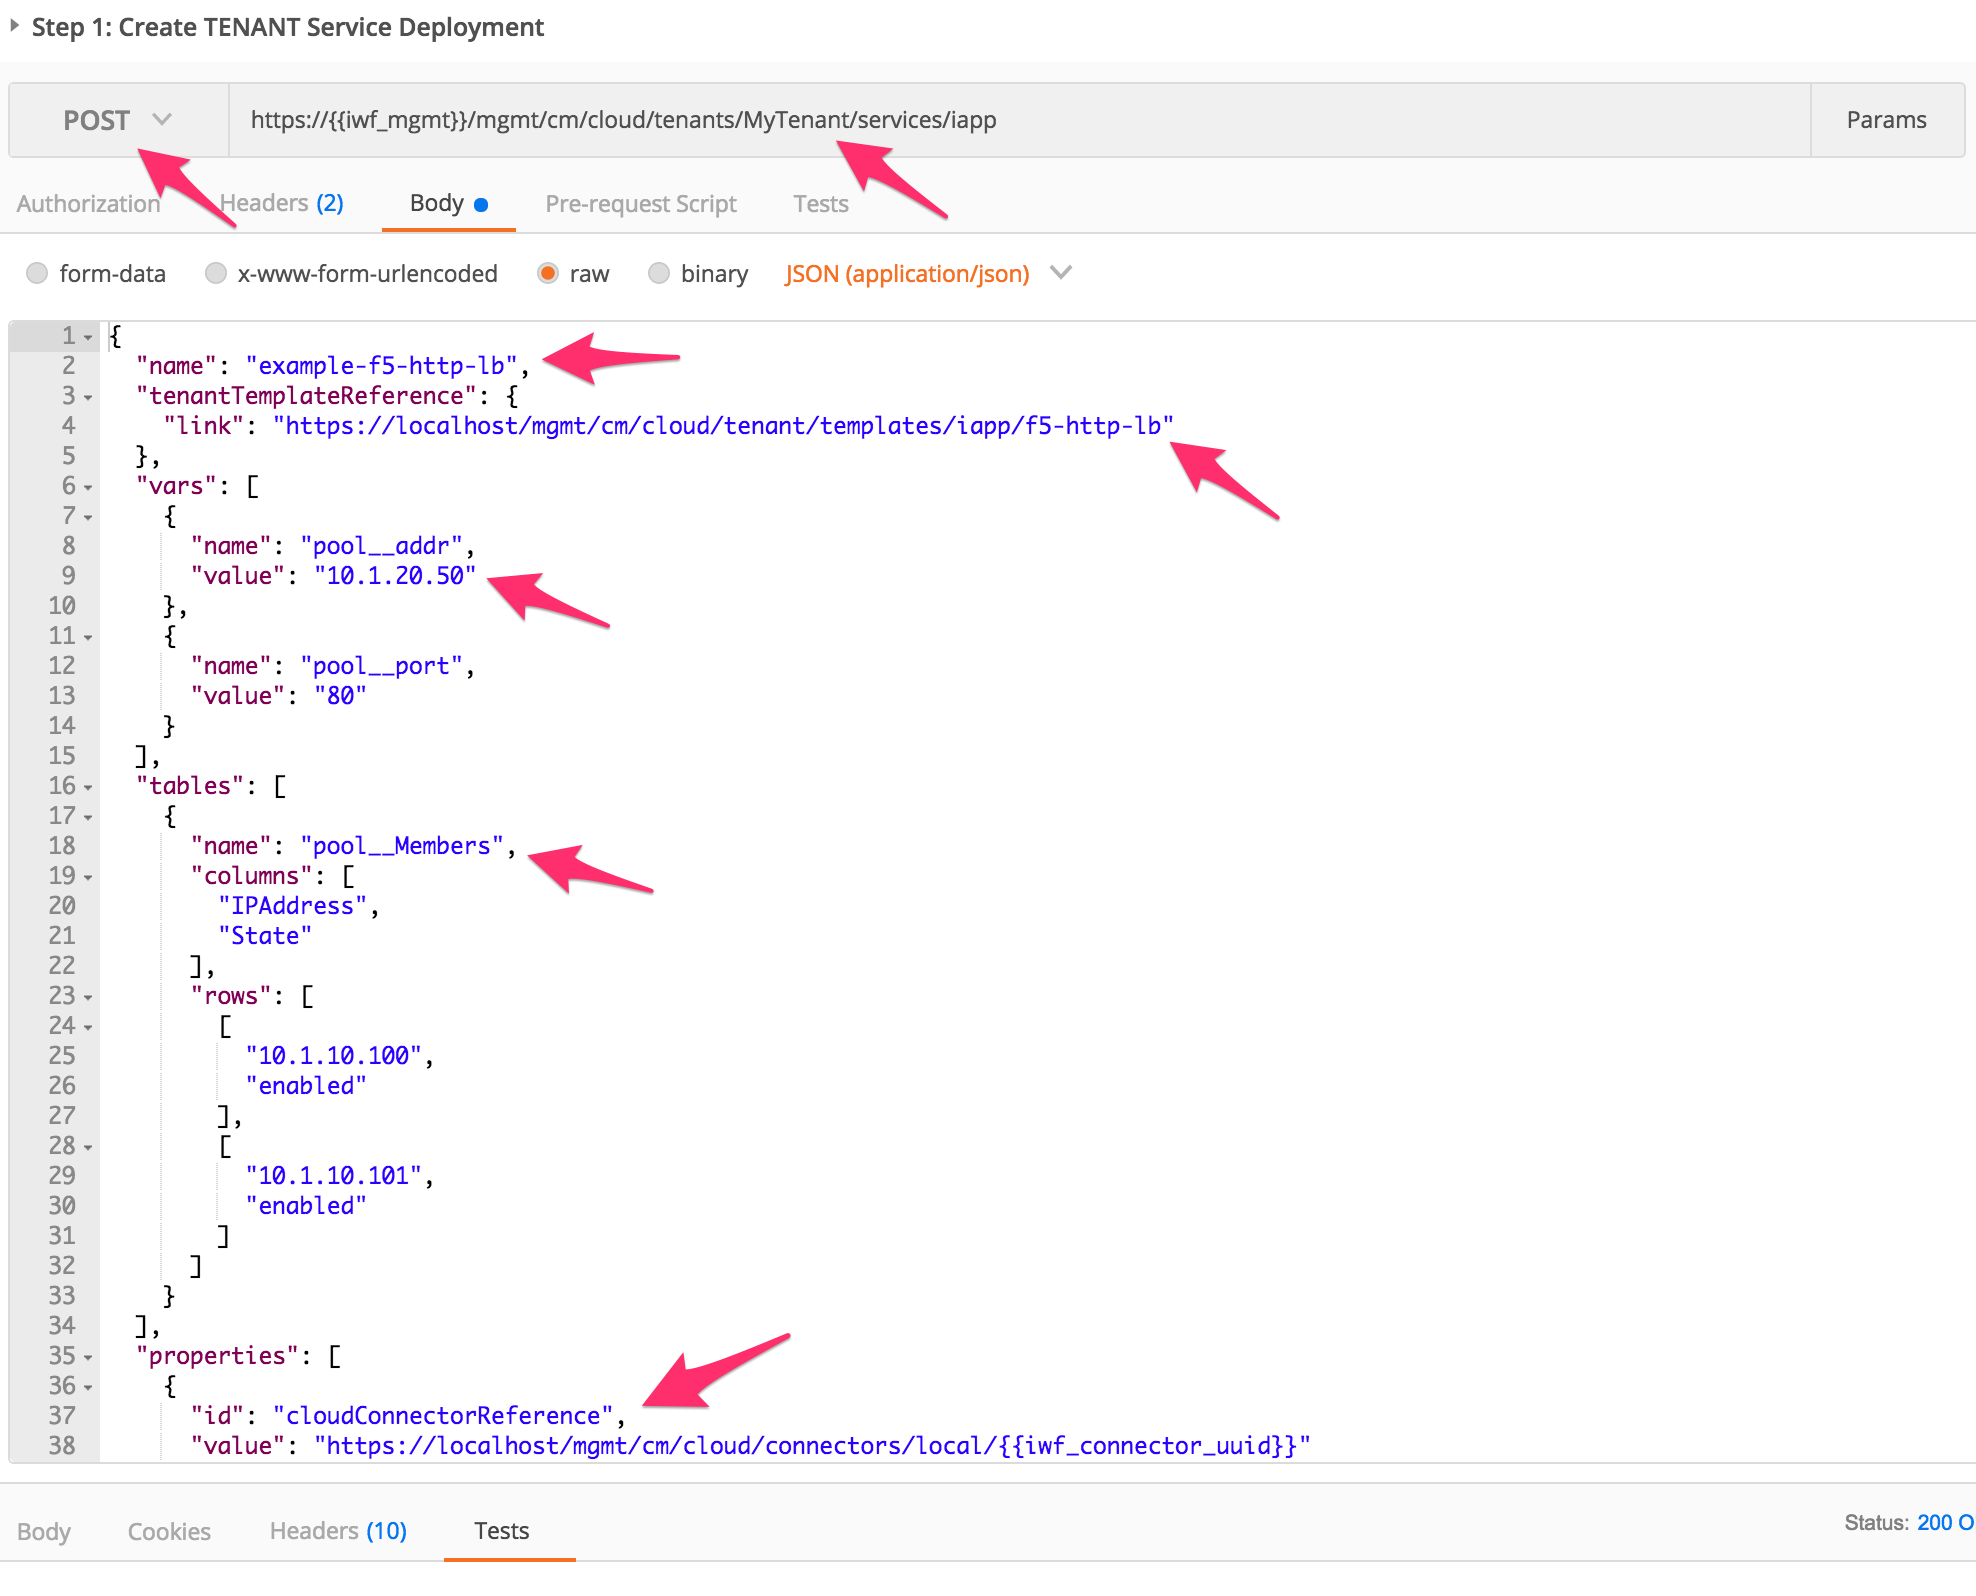 Step 1: Create TENANT Service Deployment
POST https://{{iwf_mgmt}}/mgmt/cm/cloud/tenants/MyTenant/services/iapp Params
Authorization Headers (2) Body Pre-request Script Tests
form-data x-www-form-urlencoded raw binary JSON (application/json)
1 {
2 "name": "example-f5-http-lb",
3 "tenantTemplateReference": {
4 "link": "https://localhost/mgmt/cm/cloud/tenant/templates/iapp/f5-http-lb"
5 },
6 "vars": [
7 {
8 "name": "pool__addr",
9 "value": "10.1.20.50"
10 },
11 {
12 "name": "pool__port",
13 "value": "80"
14 }
15 ],
16 "tables": [
17 {
18 "name": "pool__Members",
19 "columns": [
20 "IPAddress",
21 "State"
22 ],
23 "rows": [
24 [
25 "10.1.10.100",
26 "enabled"
27 ],
28 [
29 "10.1.10.101",
30 "enabled"
31 ]
32 ]
33 }
34 ],
35 "properties": [
36 {
37 "id": "cloudConnectorReference",
38 "value": "https://localhost/mgmt/cm/cloud/connectors/local/{{iwf_connector_uuid}}"
Body Cookies Headers (10) Tests Status: 200 O